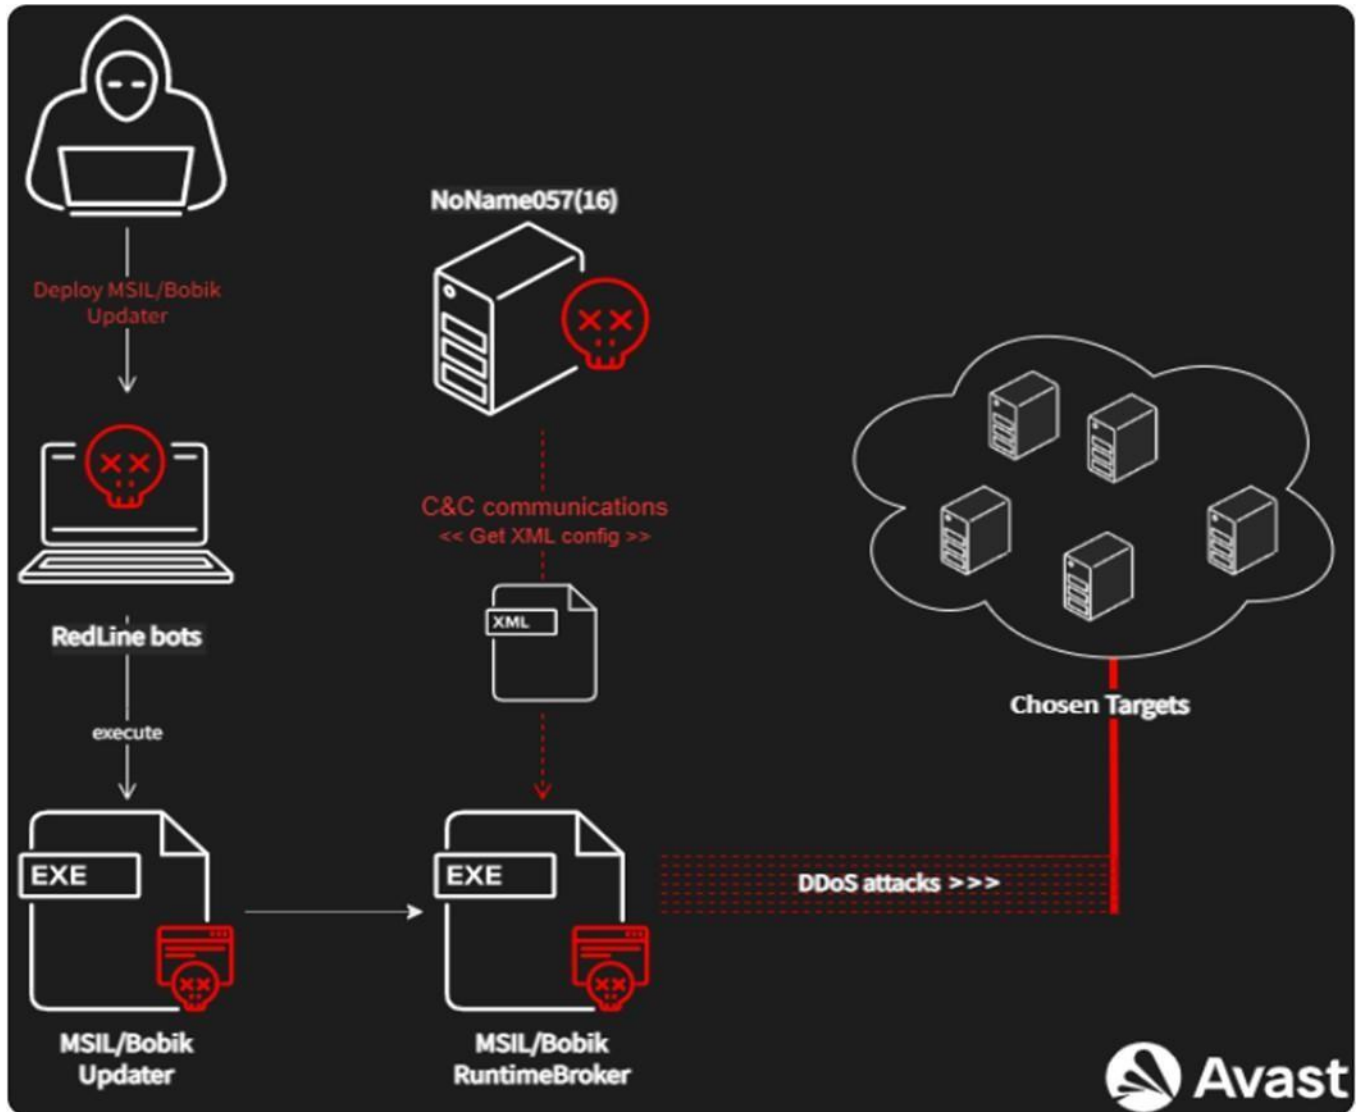 NoName057(16)
Deploy MSIL/Bobik
Updater
C&C communications
<< Get XML config >>
XML
RedLine bots
execute
Chosen Targets
EXE
EXE
DDoS attacks >>>
MSIL/Bobik
Updater
MSIL/Bobik
RuntimeBroker
Avast